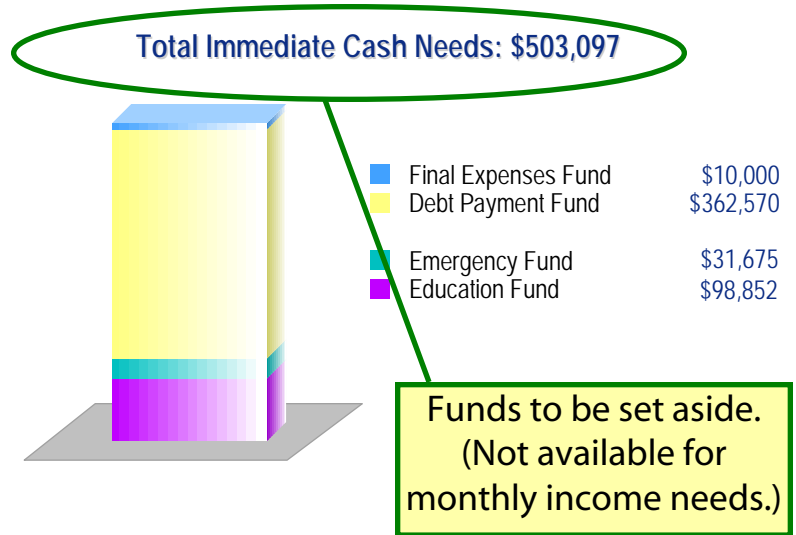 Total Immediate Cash Needs: $503,097
Final Expenses Fund $10,000
Debt Payment Fund $362,570
Emergency Fund $31,675
Education Fund $98,852
Funds to be set aside.
(Not available for
monthly income needs.)